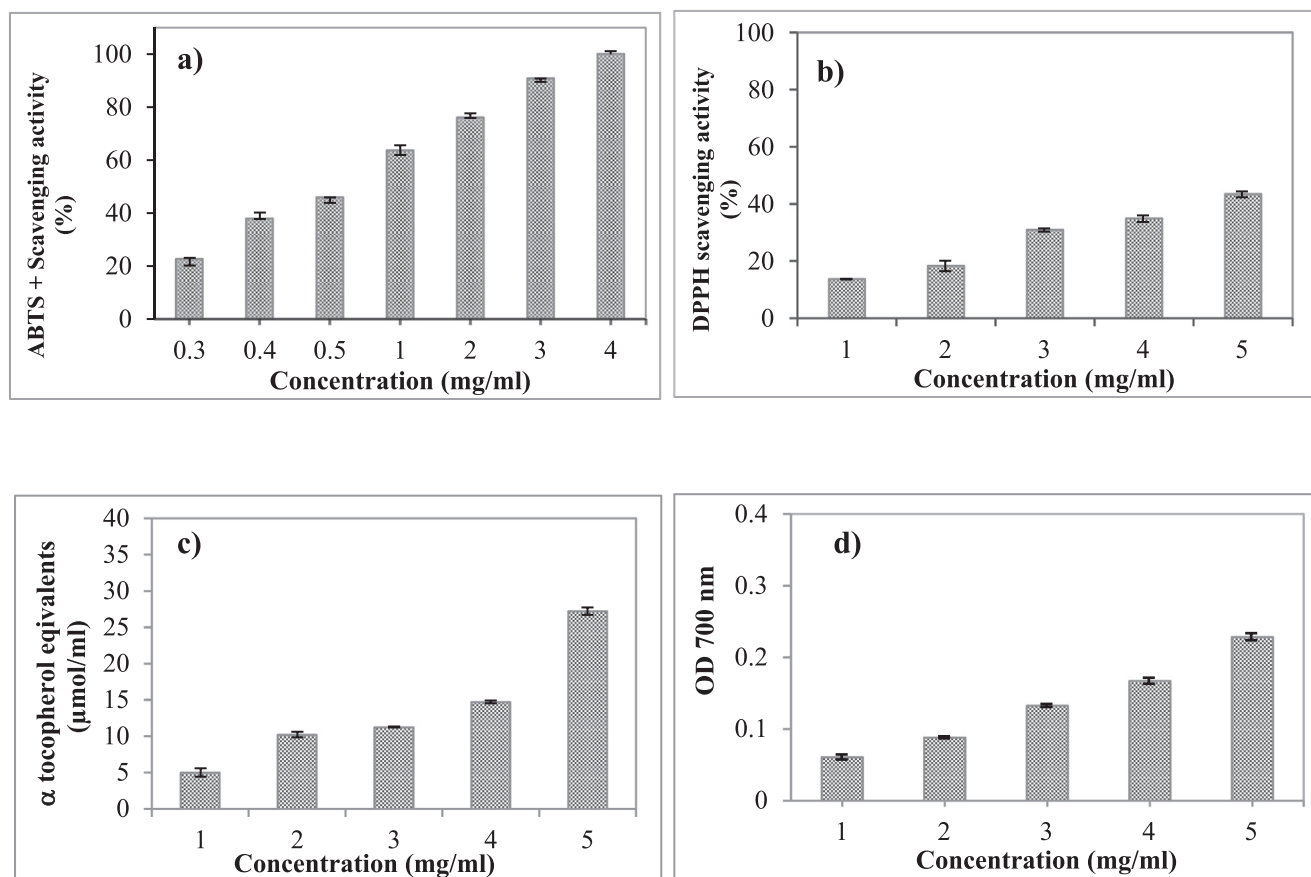 a)
ABTS + Scavenging activity
(%)
100
80
60
40
20
0
0.3 0.4 0.5 1 2 3 4
Concentration (mg/ml)
b)
DPPH scavenging activity
(%)
100
80
60
40
20
0
1 2 3 4 5
Concentration (mg/ml)
c)
α tocopherol eqivalents
(μmol/ml)
40
35
30
25
20
15
10
5
0
1 2 3 4 5
Concentration (mg/ml)
d)
OD 700 nm
0.4
0.3
0.2
0.1
0
1 2 3 4 5
Concentration (mg/ml)